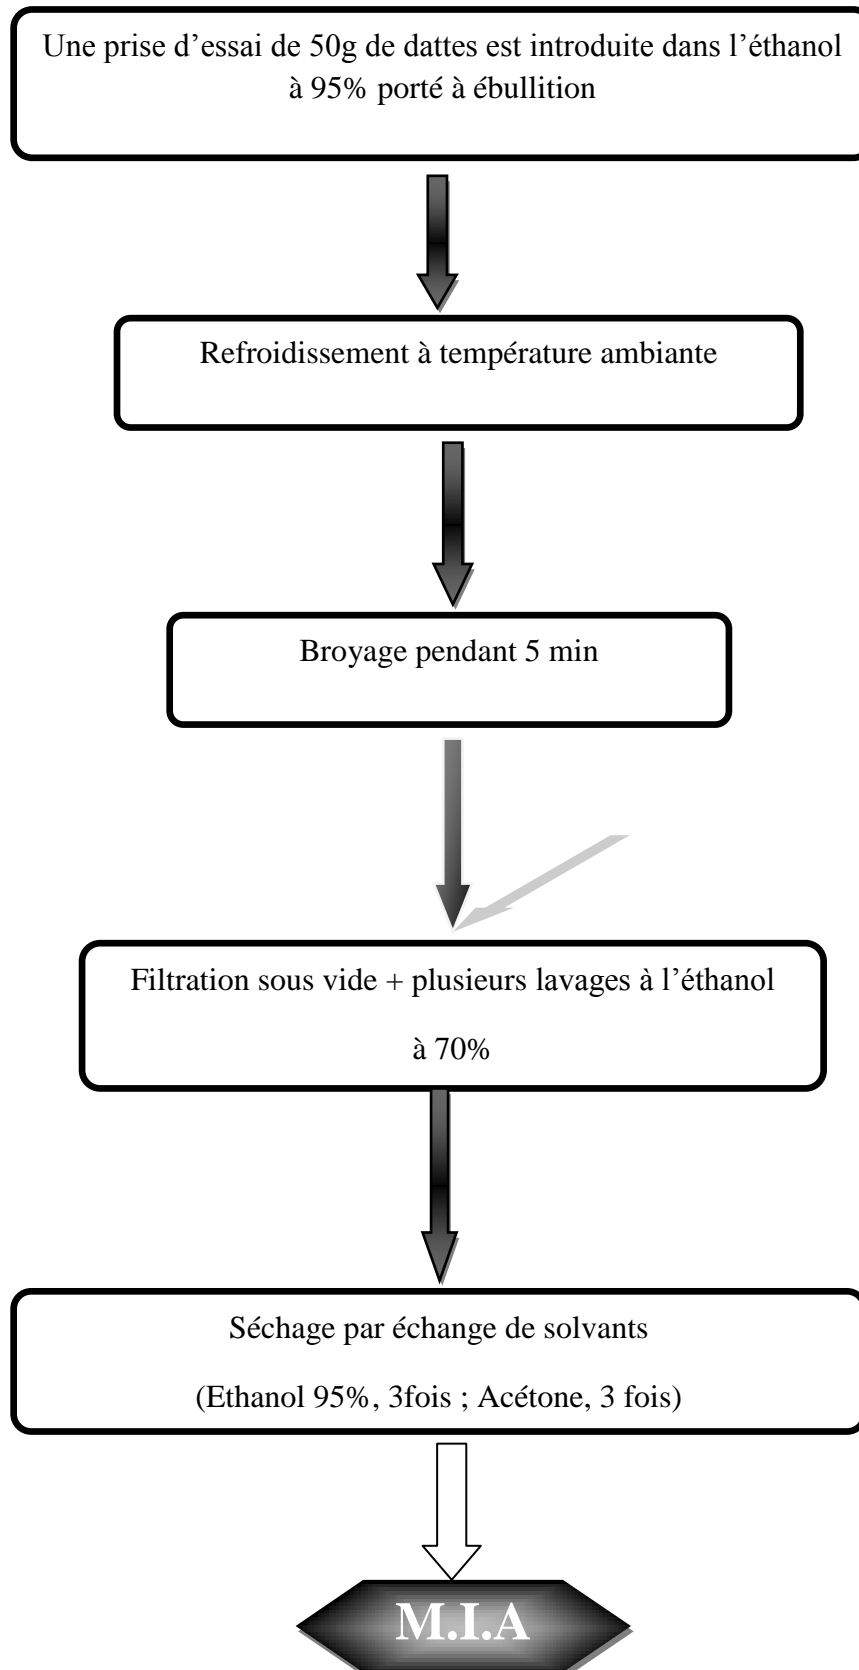 Une prise d’essai de 50g de dattes est introduite dans l’éthanol
à 95% porté à ébullition
Refroidissement à température ambiante
Broyage pendant 5 min
Filtration sous vide + plusieurs lavages à l’éthanol
à 70%
Séchage par échange de solvants
(Ethanol 95%, 3fois ; Acétone, 3 fois)
M.I.A